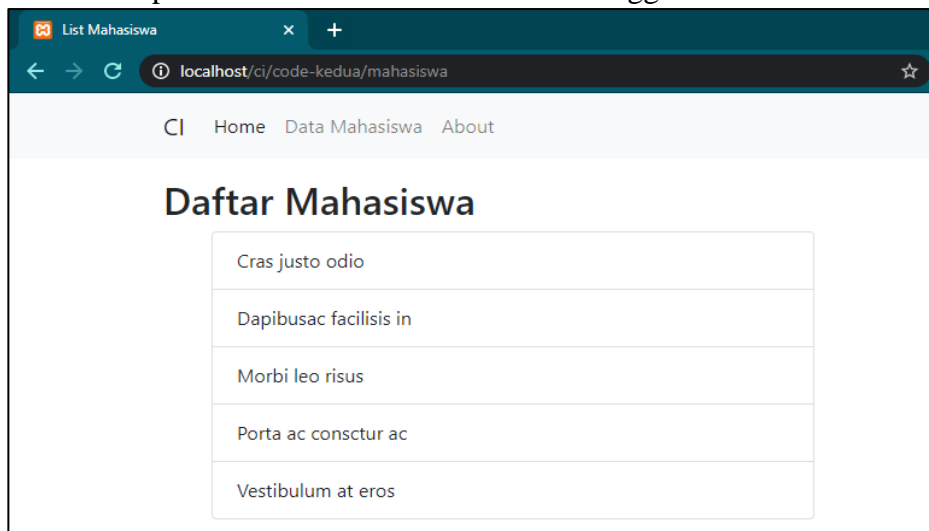 List Mahasiswa
localhost/ci/code-kedua/mahasiswa
CI Home Data Mahasiswa About
Daftar Mahasiswa
Cras justo odio
Dapibusac facilisis in
Morbi leo risus
Porta ac consctur ac
Vestibulum at eros